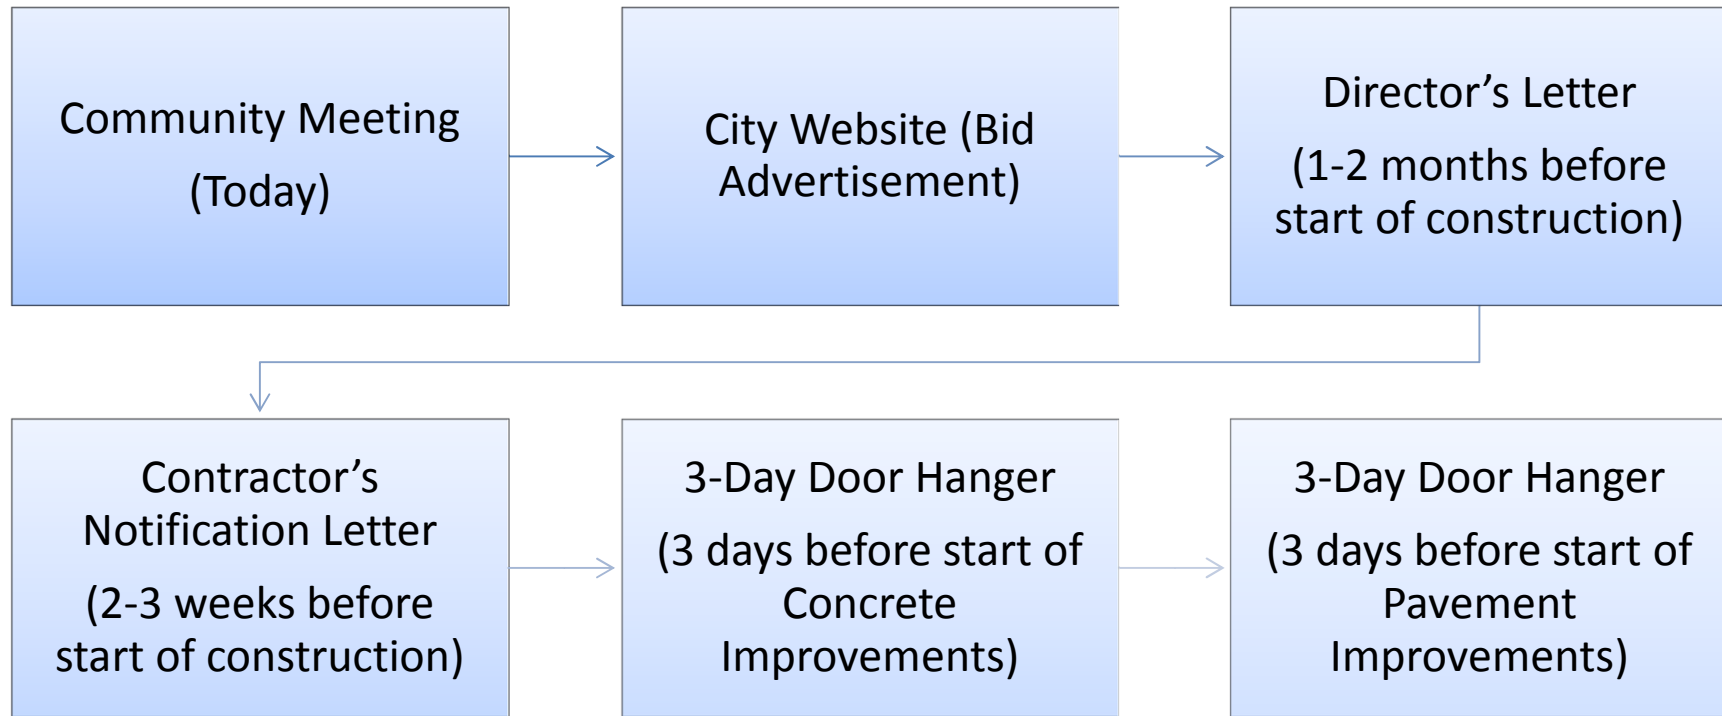 Community Meeting
(Today)
City Website (Bid
Advertisement)
Director’s Letter
(1-2 months before
start of construction)
Contractor’s
Notification Letter
(2-3 weeks before
start of construction)
3-Day Door Hanger
(3 days before start of
Concrete
Improvements)
3-Day Door Hanger
(3 days before start of
Pavement
Improvements)